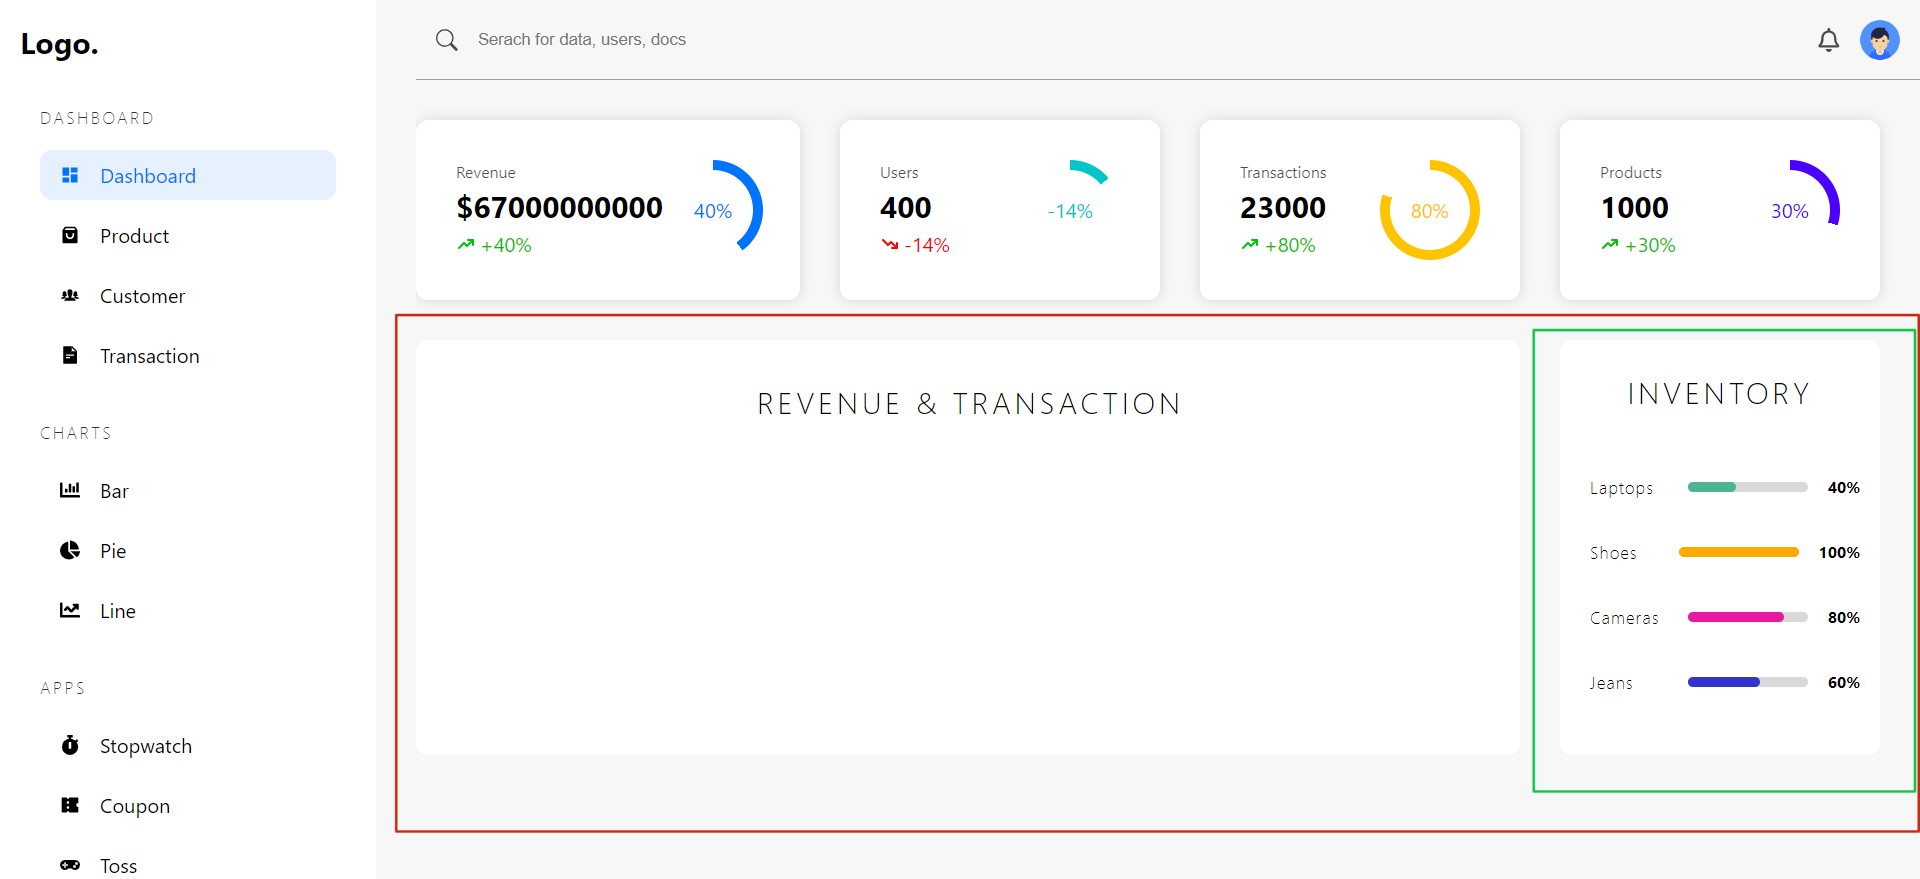 Logo.
Serach for data, users, docs
DASHBOARD
Dashboard
Product
Customer
Transaction
CHARTS
Bar
Pie
Line
APPS
Stopwatch
Coupon
Toss
Revenue
$67000000000
+40%
40%
Users
400
-14%
-14%
Transactions
23000
+80%
80%
Products
1000
+30%
30%
REVENUE & TRANSACTION
INVENTORY
Laptops 40%
Shoes 100%
Cameras 80%
Jeans 60%